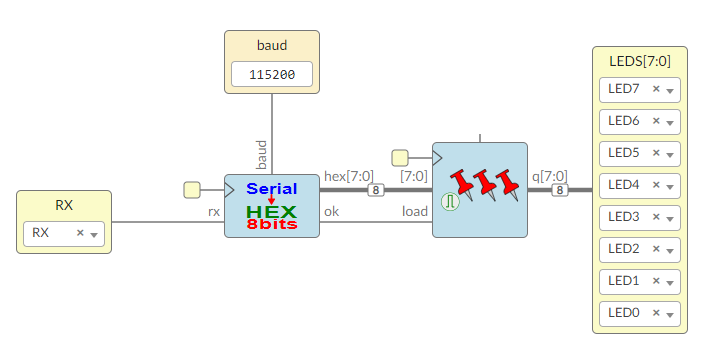 baud
115200
LEDS[7:0]
LED7
LED6
LED5
LED4
LED3
LED2
LED1
LED0
baud
hex[7:0]
8
[7:0]
q[7:0]
8
Serial
HEX
8bits
RX
RX
rx
ok
load